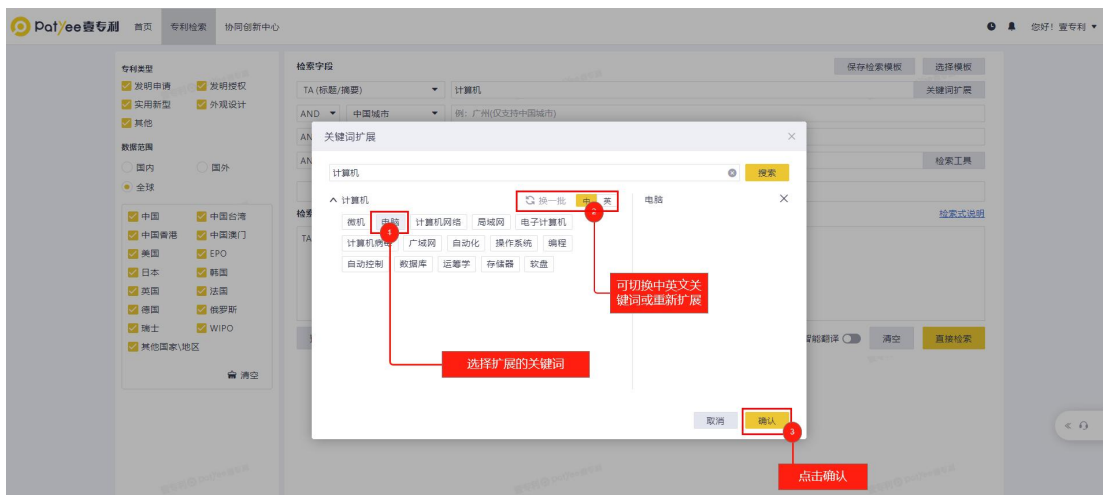 Patyee壹专利 首页 专利检索 协同创新中心 您好！壹专利
专利类型
发明申请 发明授权
实用新型 外观设计
其他
数据范围
国内 国外
全球
中国 中国台湾
中国香港 中国澳门
美国 EPO
日本 韩国
英国 法国
德国 俄罗斯
瑞士 WIPO
其他国家\地区
清空
检索字段 保存检索模板 选择模板
TA (标题/摘要) 计算机 关键词扩展
AND 中国城市 例：广州(仅支持中国城市)
AN
AN 检索工具
检索式说明
TA
智能翻译 清空 直接检索
关键词扩展
计算机 搜索
计算机 换一批 中 英 电脑
2
微机 电脑 计算机网络 局域网 电子计算机
1
计算机病毒 广域网 自动化 操作系统 编程
自动控制 数据库 运筹学 存储器 软盘
可切换中英文关
键词或重新扩展
选择扩展的关键词
取消 确认
3
点击确认